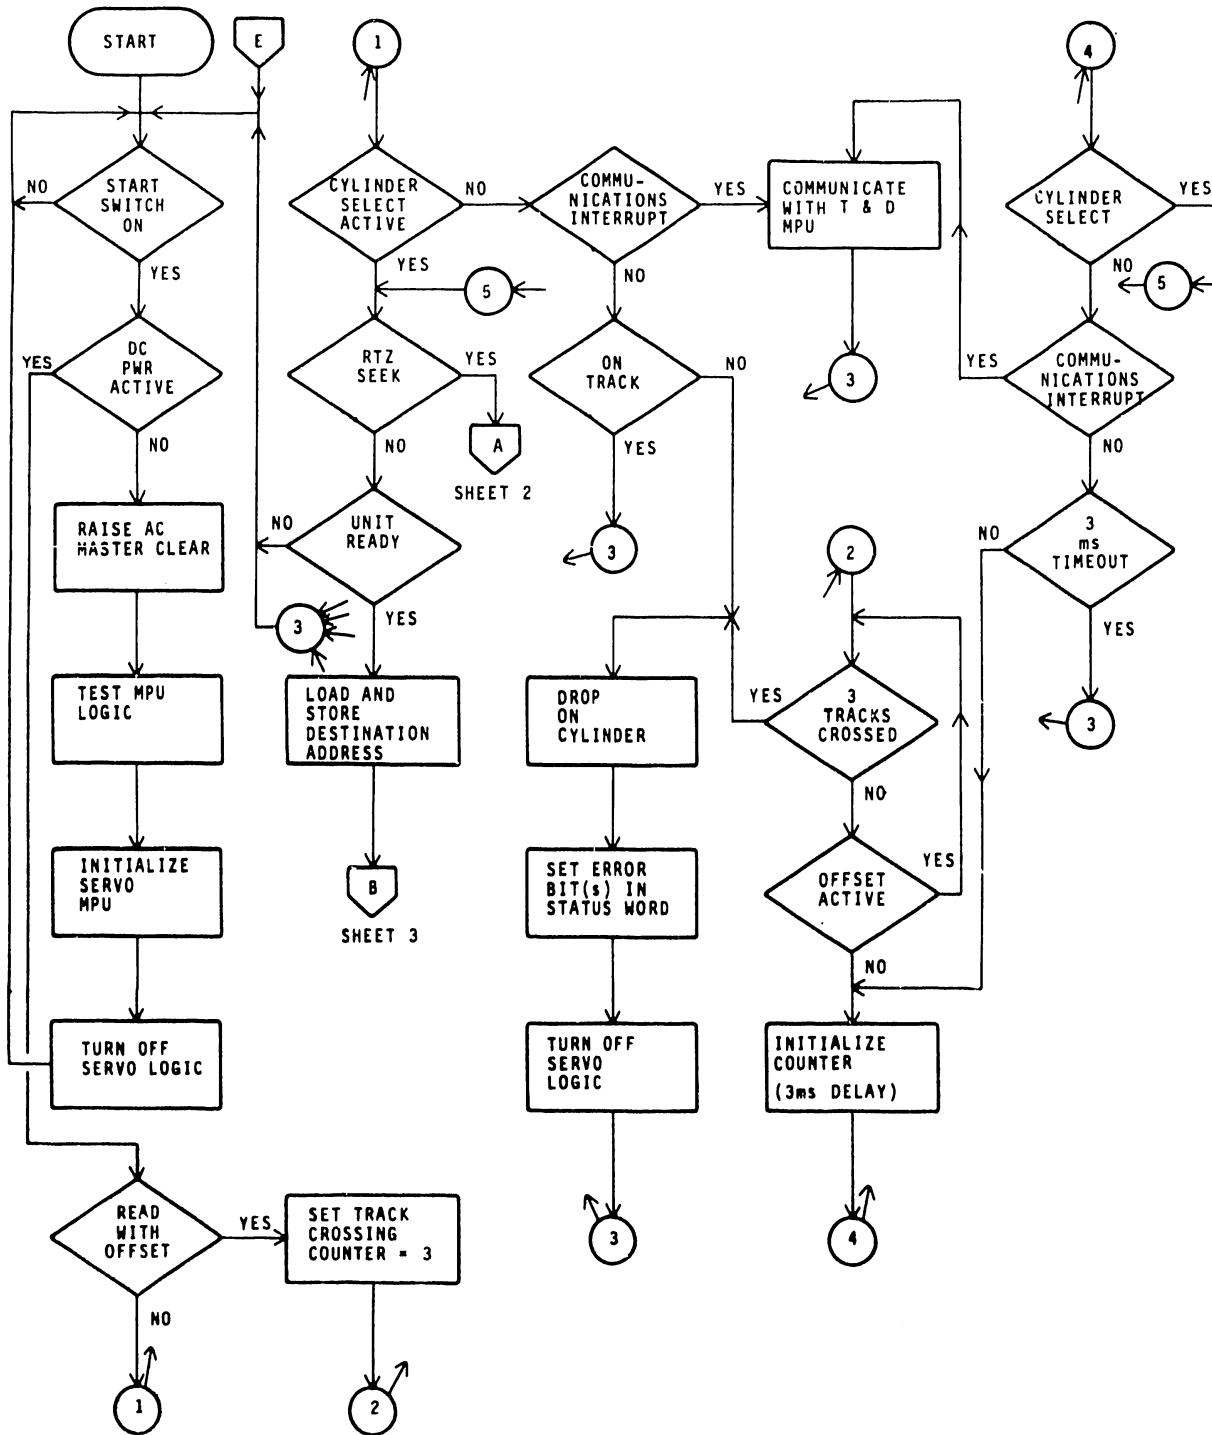 START
E
1
4
NO
START
SWITCH
ON
YES
CYLINDER
SELECT
ACTIVE
NO
YES
COMMU-
NICATIONS
INTERRUPT
YES
NO
COMMUNICATE
WITH T & D
MPU
3
CYLINDER
SELECT
YES
NO
5
5
YES
DC
PWR
ACTIVE
NO
RTZ
SEEK
YES
NO
A
SHEET 2
ON
TRACK
NO
YES
3
YES
COMMU-
NICATIONS
INTERRUPT
NO
RAISE AC
MASTER CLEAR
NO
UNIT
READY
YES
3
2
NO
3
ms
TIMEOUT
YES
3
TEST MPU
LOGIC
LOAD AND
STORE
DESTINATION
ADDRESS
DROP
ON
CYLINDER
YES
3
TRACKS
CROSSED
NO
INITIALIZE
SERVO
MPU
B
SHEET 3
SET ERROR
BIT(s) IN
STATUS WORD
OFFSET
ACTIVE
YES
NO
TURN OFF
SERVO LOGIC
TURN OFF
SERVO
LOGIC
INITIALIZE
COUNTER
(3ms DELAY)
READ
WITH
OFFSET
YES
NO
SET TRACK
CROSSING
COUNTER = 3
3
4
1
2